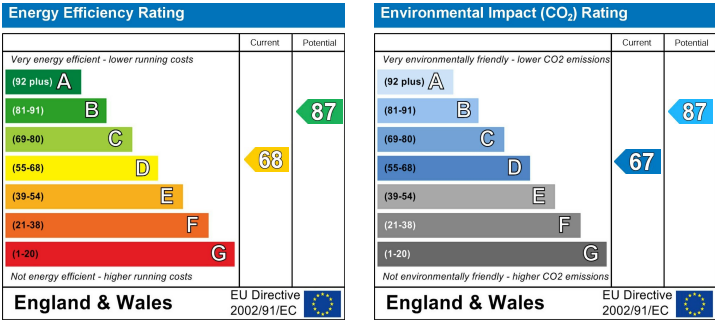 Energy Efficiency Rating
Current Potential
Very energy efficient - lower running costs
(92 plus) A
(81-91) B
87
(69-80) C
(55-68) D
68
(39-54) E
(21-38) F
(1-20) G
Not energy efficient - higher running costs
England & Wales
EU Directive
2002/91/EC
Environmental Impact (CO₂) Rating
Current Potential
Very environmentally friendly - lower CO2 emissions
(92 plus) A
(81-91) B
87
(69-80) C
(55-68) D
67
(39-54) E
(21-38) F
(1-20) G
Not environmentally friendly - higher CO2 emissions
England & Wales
EU Directive
2002/91/EC